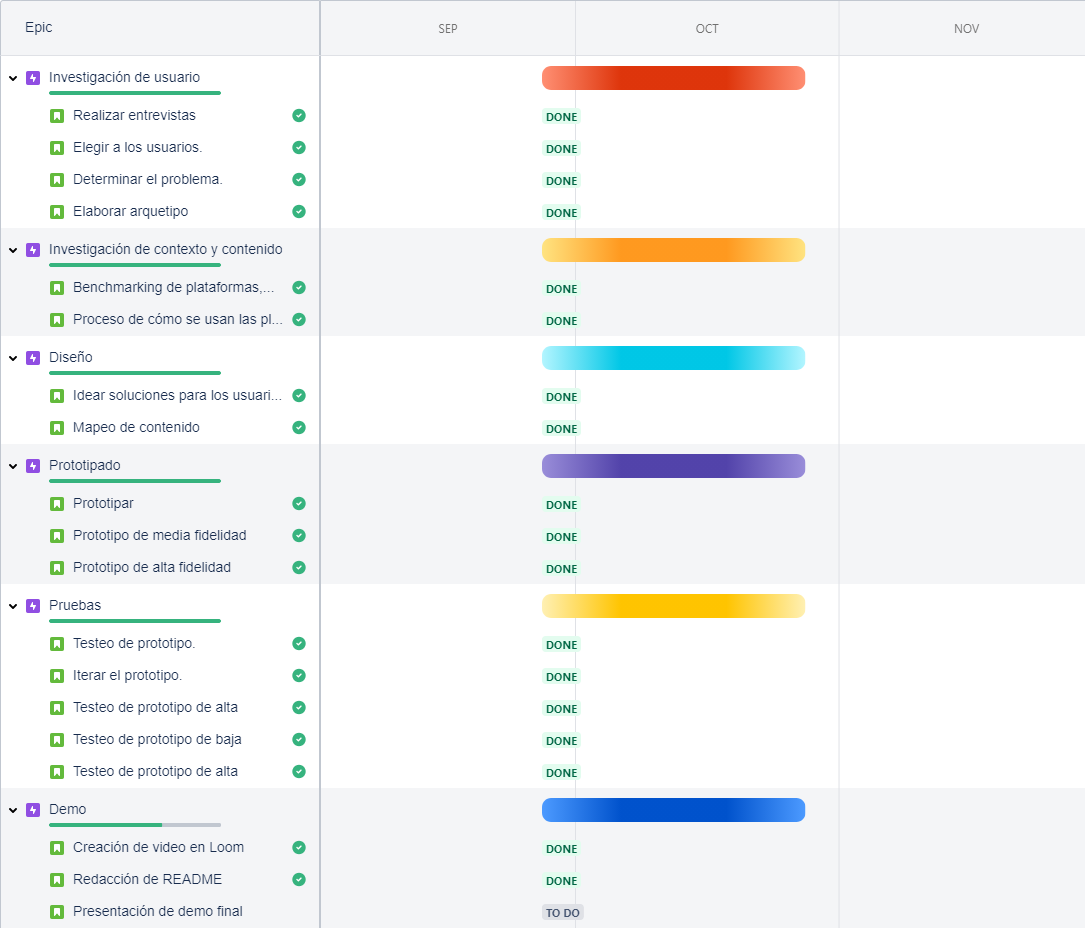 Epic
SEP
OCT
NOV
Investigación de usuario
Realizar entrevistas
DONE
Elegir a los usuarios.
DONE
Determinar el problema.
DONE
Elaborar arquetipo
DONE
Investigación de contexto y contenido
Benchmarking de plataformas,...
DONE
Proceso de cómo se usan las pl...
DONE
Diseño
Idear soluciones para los usuari...
DONE
Mapeo de contenido
DONE
Prototipado
Prototipar
DONE
Prototipo de media fidelidad
DONE
Prototipo de alta fidelidad
DONE
Pruebas
Testeo de prototipo.
DONE
Iterar el prototipo.
DONE
Testeo de prototipo de alta
DONE
Testeo de prototipo de baja
DONE
Testeo de prototipo de alta
DONE
Demo
Creación de video en Loom
DONE
Redacción de README
DONE
Presentación de demo final
TO DO